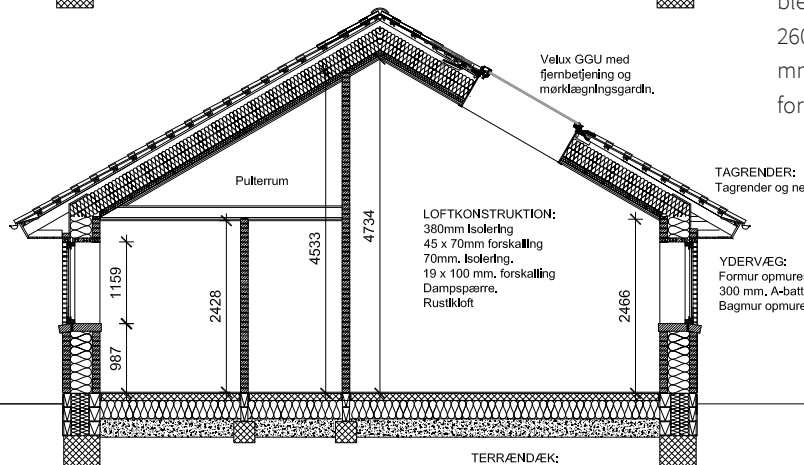 ble
260
mm
for
Velux GGU med
fjernbetjening og
mørklægningsgardin.
TAGRENDER:
Tagrender og ne
Pulterrum
LOFTKONSTRUKTION:
380mm isolering
45 x 70mm forskalling
70mm. Isolering.
19 x 100 mm. forskalling
Dampspærre.
Rustikloft
YDERVÆG:
Formur opmurer
300 mm. A-batt
Bagmur opmure
1159
987
2428
4533
4734
2466
TERRÆNDÆK: